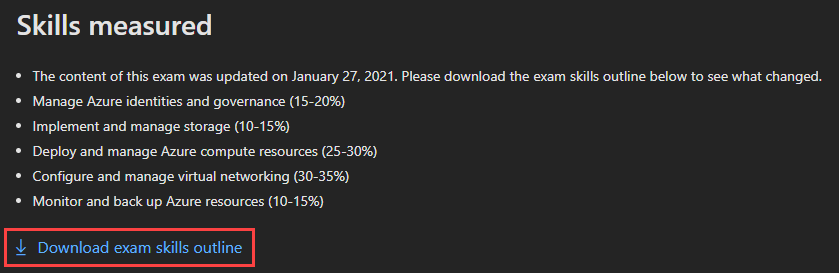 Skills measured
The content of this exam was updated on January 27, 2021. Please download the exam skills outline below to see what changed.
Manage Azure identities and governance (15-20%)
Implement and manage storage (10-15%)
Deploy and manage Azure compute resources (25-30%)
Configure and manage virtual networking (30-35%)
Monitor and back up Azure resources (10-15%)
Download exam skills outline